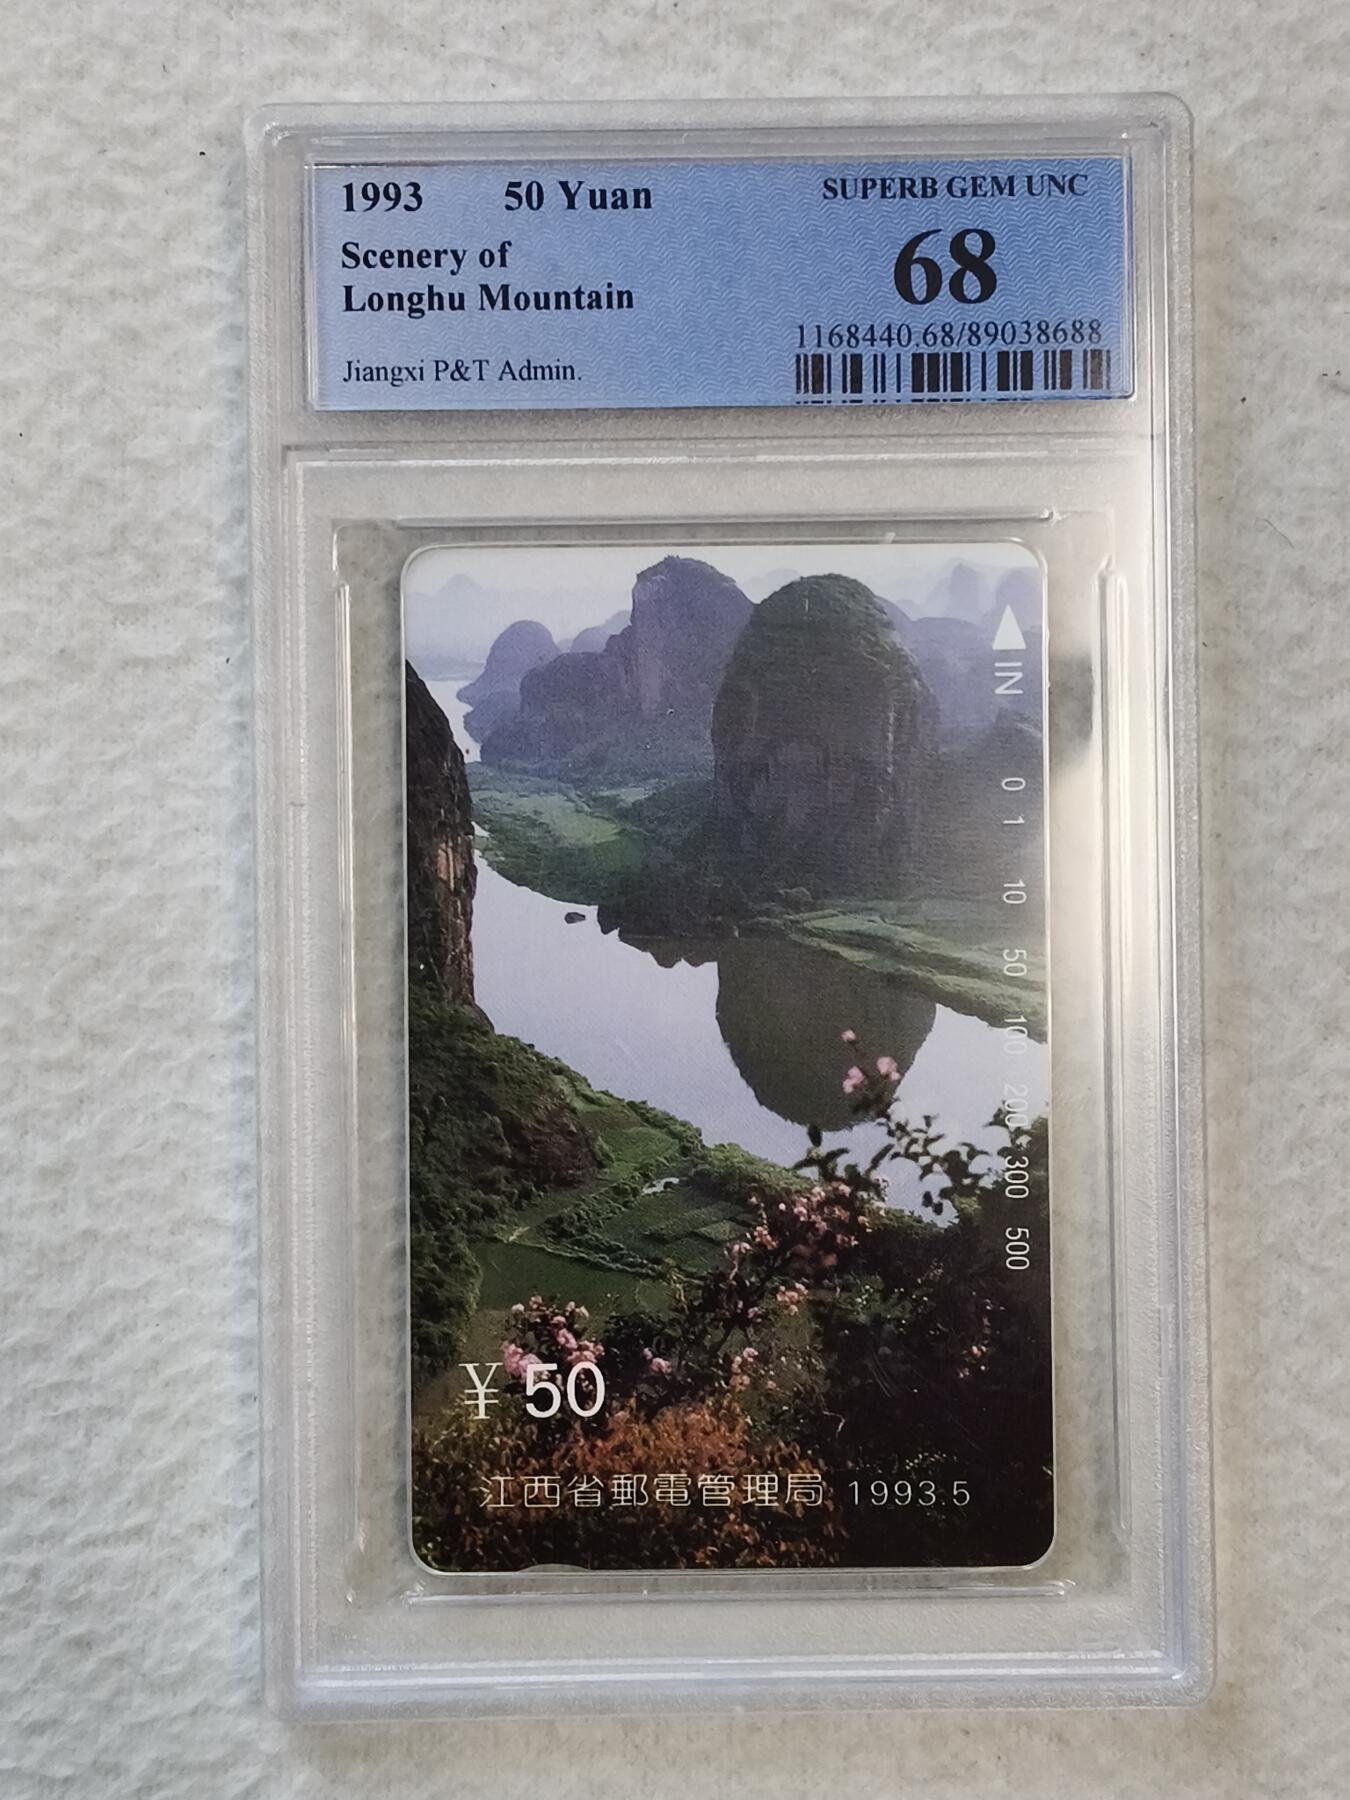 1993 50 Yuan
SUPERB GEM UNC
Scenery of
Longhu Mountain
68
1168440.68/89038688
Jiangxi P&T Admin.
IN
0 1 10 50 100 200 300 500
¥ 50
江西省郵電管理局 1993.5